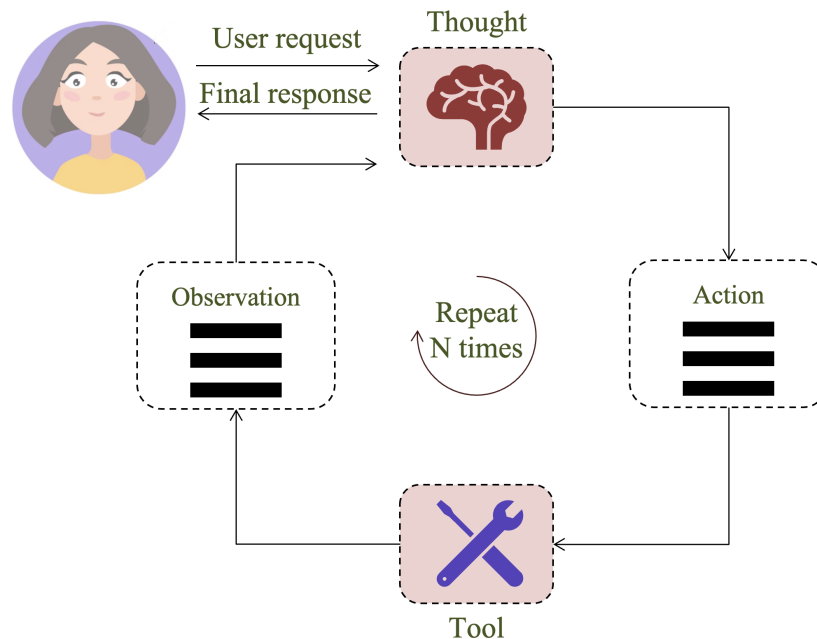 User request
Final response
Thought
Observation
Repeat
N times
Action
Tool